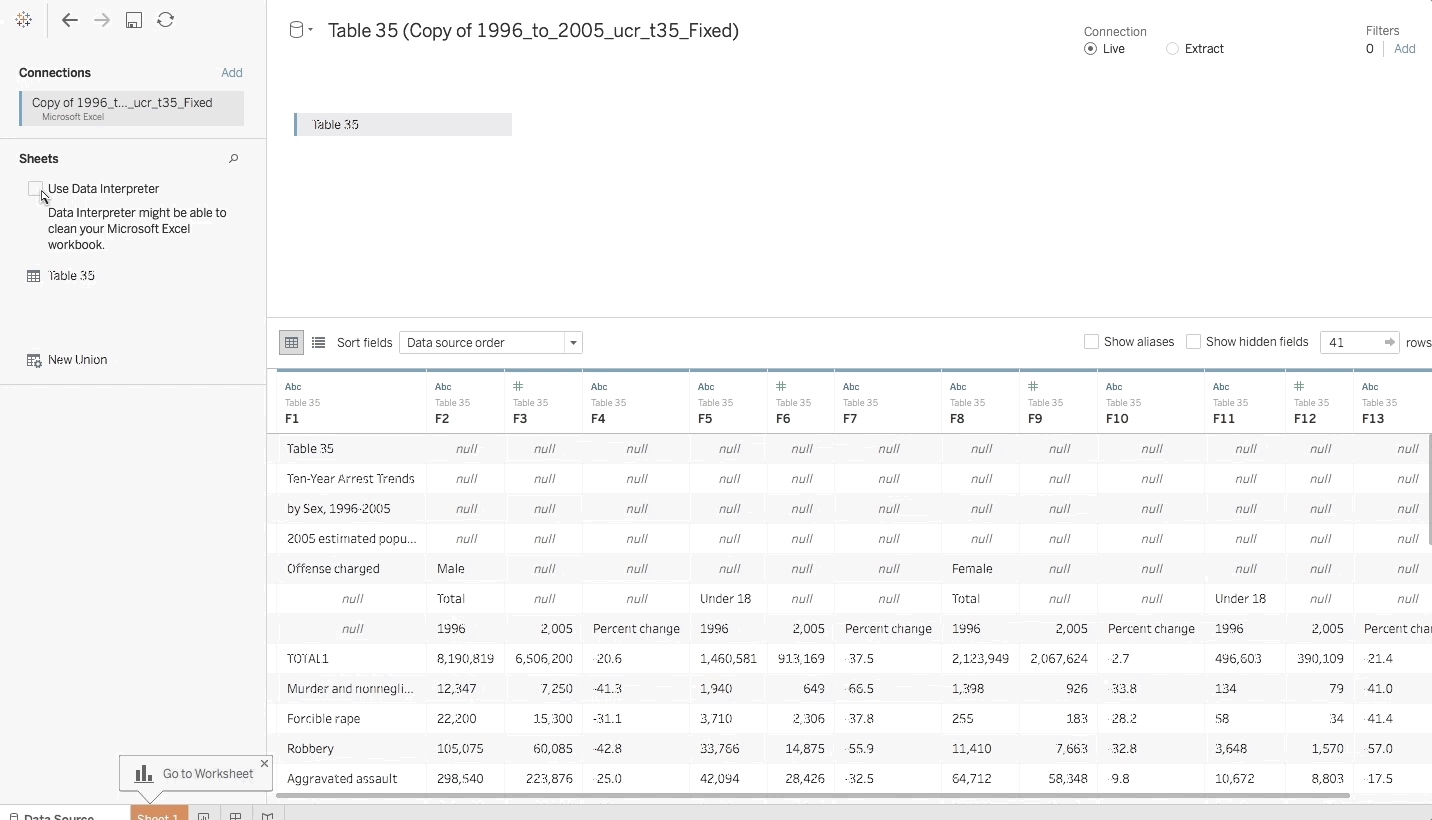 Table 35 (Copy of 1996_to_2005_ucr_t35_Fixed)
Connection
Live Extract
Filters
0 Add
Connections Add
Copy of 1996_t..._ucr_t35_Fixed
Microsoft Excel
Sheets
Use Data Interpreter
Data Interpreter might be able to
clean your Microsoft Excel
workbook.
Table 35
New Union
Table 35
Sort fields Data source order Show aliases Show hidden fields 41 rows
Abc Abc # Abc Abc # Abc Abc # Abc Abc # Abc
Table 35 Table 35 Table 35 Table 35 Table 35 Table 35 Table 35 Table 35 Table 35 Table 35 Table 35 Table 35 Table 35
F1 F2 F3 F4 F5 F6 F7 F8 F9 F10 F11 F12 F13
Table 35 null null null null null null null null null null null null
Ten-Year Arrest Trends null null null null null null null null null null null null
by Sex, 1996-2005 null null null null null null null null null null null null
2005 estimated popu... null null null null null null null null null null null null
Offense charged Male null null null null null Female null null null null null
null Total null null Under 18 null null Total null null Under 18 null null
null 1996 2,005 Percent change 1996 2,005 Percent change 1996 2,005 Percent change 1996 2,005 Percent cha
TOTAL1 8,190,819 6,506,200 -20.6 1,460,581 913,169 -37.5 2,123,949 2,067,624 -2.7 496,603 390,109 -21.4
Murder and nonnegli... 12,347 7,250 -41.3 1,940 649 -66.5 1,398 926 -33.8 134 79 -41.0
Forcible rape 22,200 15,300 -31.1 3,710 2,306 -37.8 255 183 -28.2 58 34 -41.4
Robbery 105,075 60,085 -42.8 33,766 14,875 -55.9 11,410 7,663 -32.8 3,648 1,570 -57.0
Aggravated assault 298,540 223,876 -25.0 42,094 28,426 -32.5 64,712 58,348 -9.8 10,672 8,803 -17.5
Go to Worksheet
Data Source Sheet 1